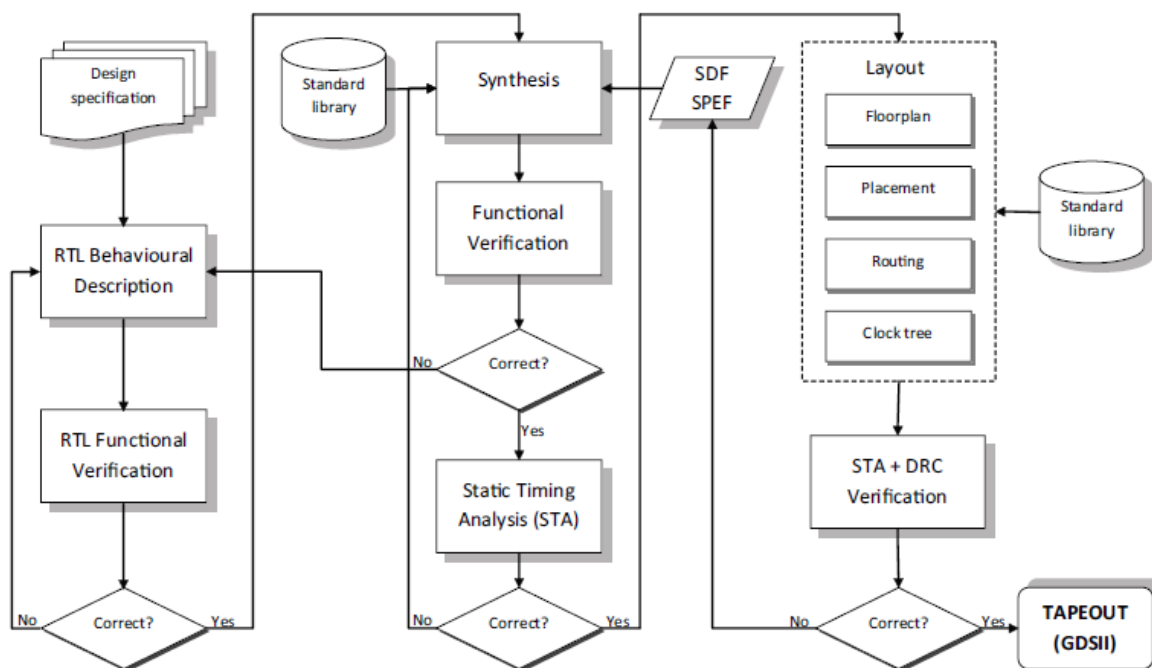 Design
specification
RTL Behavioural
Description
RTL Functional
Verification
No
Correct?
Yes
Standard
library
Synthesis
Functional
Verification
No
Correct?
Yes
Static Timing
Analysis (STA)
No
Correct?
Yes
SDF
SPEF
Layout
Floorplan
Placement
Routing
Clock tree
Standard
library
STA + DRC
Verification
No
Correct?
Yes
TAPEOUT
(GDSII)